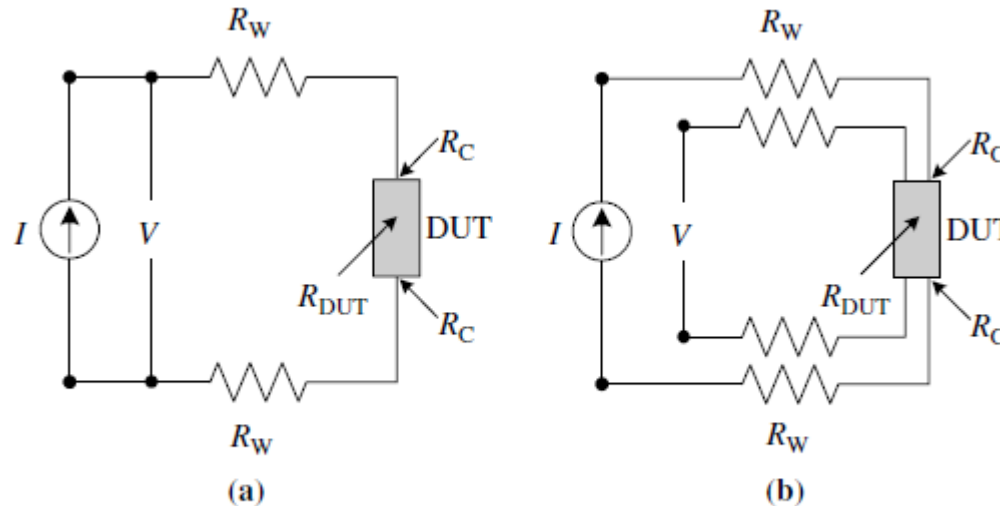 R_W
R_W
R_C
R_C
I
V
DUT
I
V
DUT
R_DUT
R_DUT
R_C
R_C
R_W
R_W
(a)
(b)